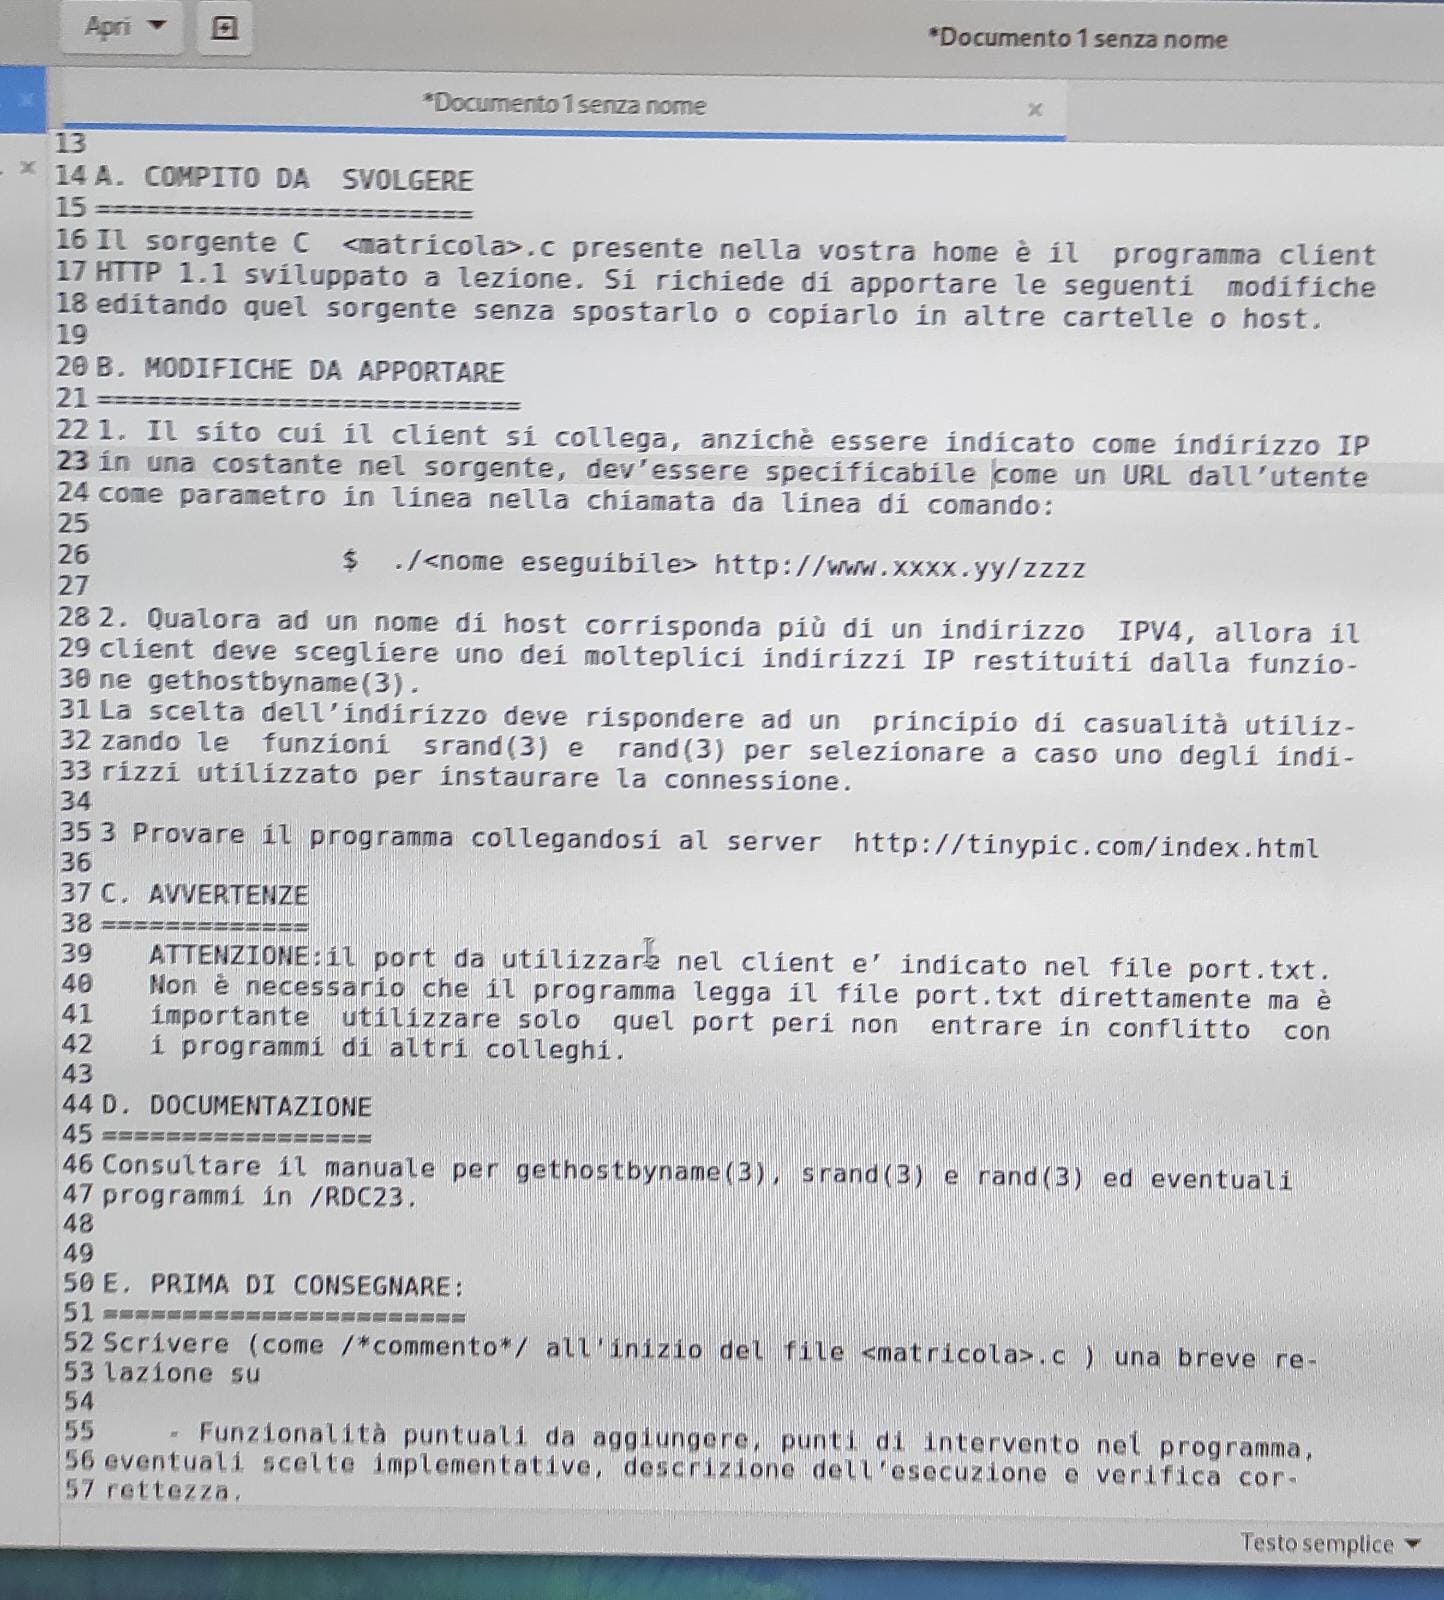 Apri
*Documento 1 senza nome
*Documento 1 senza nome
13
14 A. COMPITO DA  SVOLGERE
15 =======================
16 Il sorgente C  <matricola>.c presente nella vostra home è il  programma client
17 HTTP 1.1 sviluppato a lezione. Si richiede di apportare le seguenti  modifiche
18 editando quel sorgente senza spostarlo o copiarlo in altre cartelle o host.
19
20 B. MODIFICHE DA APPORTARE
21 ==========================
22 1. Il sito cui il client si collega, anzichè essere indicato come indirizzo IP
23 in una costante nel sorgente, dev'essere specificabile come un URL dall'utente
24 come parametro in linea nella chiamata da linea di comando:
25
26                $  ./<nome eseguibile> http://www.xxxx.yy/zzzz
27
28 2. Qualora ad un nome di host corrisponda più di un indirizzo  IPV4, allora il
29 client deve scegliere uno dei molteplici indirizzi IP restituiti dalla funzio-
30 ne gethostbyname(3).
31 La scelta dell'indirizzo deve rispondere ad un  principio di casualità utiliz-
32 zando le  funzioni  srand(3) e  rand(3) per selezionare a caso uno degli indi-
33 rizzi utilizzato per instaurare la connessione.
34
35 3 Provare il programma collegandosi al server  http://tinypic.com/index.html
36
37 C. AVVERTENZE
38 =============
39    ATTENZIONE:il port da utilizzare nel client e' indicato nel file port.txt.
40    Non è necessario che il programma legga il file port.txt direttamente ma è
41    importante  utilizzare solo  quel port peri non  entrare in conflitto  con
42    i programmi di altri colleghi.
43
44 D. DOCUMENTAZIONE
45 =================
46 Consultare il manuale per gethostbyname(3), srand(3) e rand(3) ed eventuali
47 programmi in /RDC23.
48
49
50 E. PRIMA DI CONSEGNARE:
51 =======================
52 Scrivere (come /*commento*/ all'inizio del file <matricola>.c ) una breve re-
53 lazione su
54
55     - Funzionalità puntuali da aggiungere, punti di intervento nel programma,
56 eventuali scelte implementative, descrizione dell'esecuzione e verifica cor-
57 rettezza.
Testo semplice